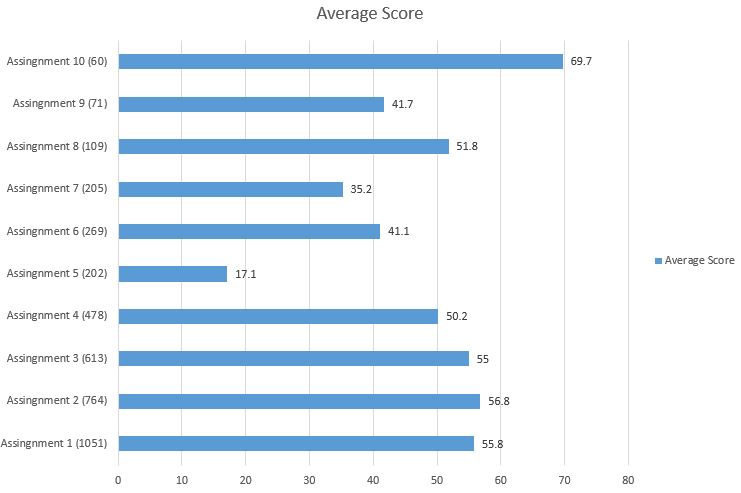 Average Score
Assingnment 10 (60)
69.7
Assingnment 9 (71)
41.7
Assingnment 8 (109)
51.8
Assingnment 7 (205)
35.2
Assingnment 6 (269)
41.1
Average Score
Assingnment 5 (202)
17.1
Assingnment 4 (478)
50.2
Assingnment 3 (613)
55
Assingnment 2 (764)
56.8
Assingnment 1 (1051)
55.8
0 10 20 30 40 50 60 70 80